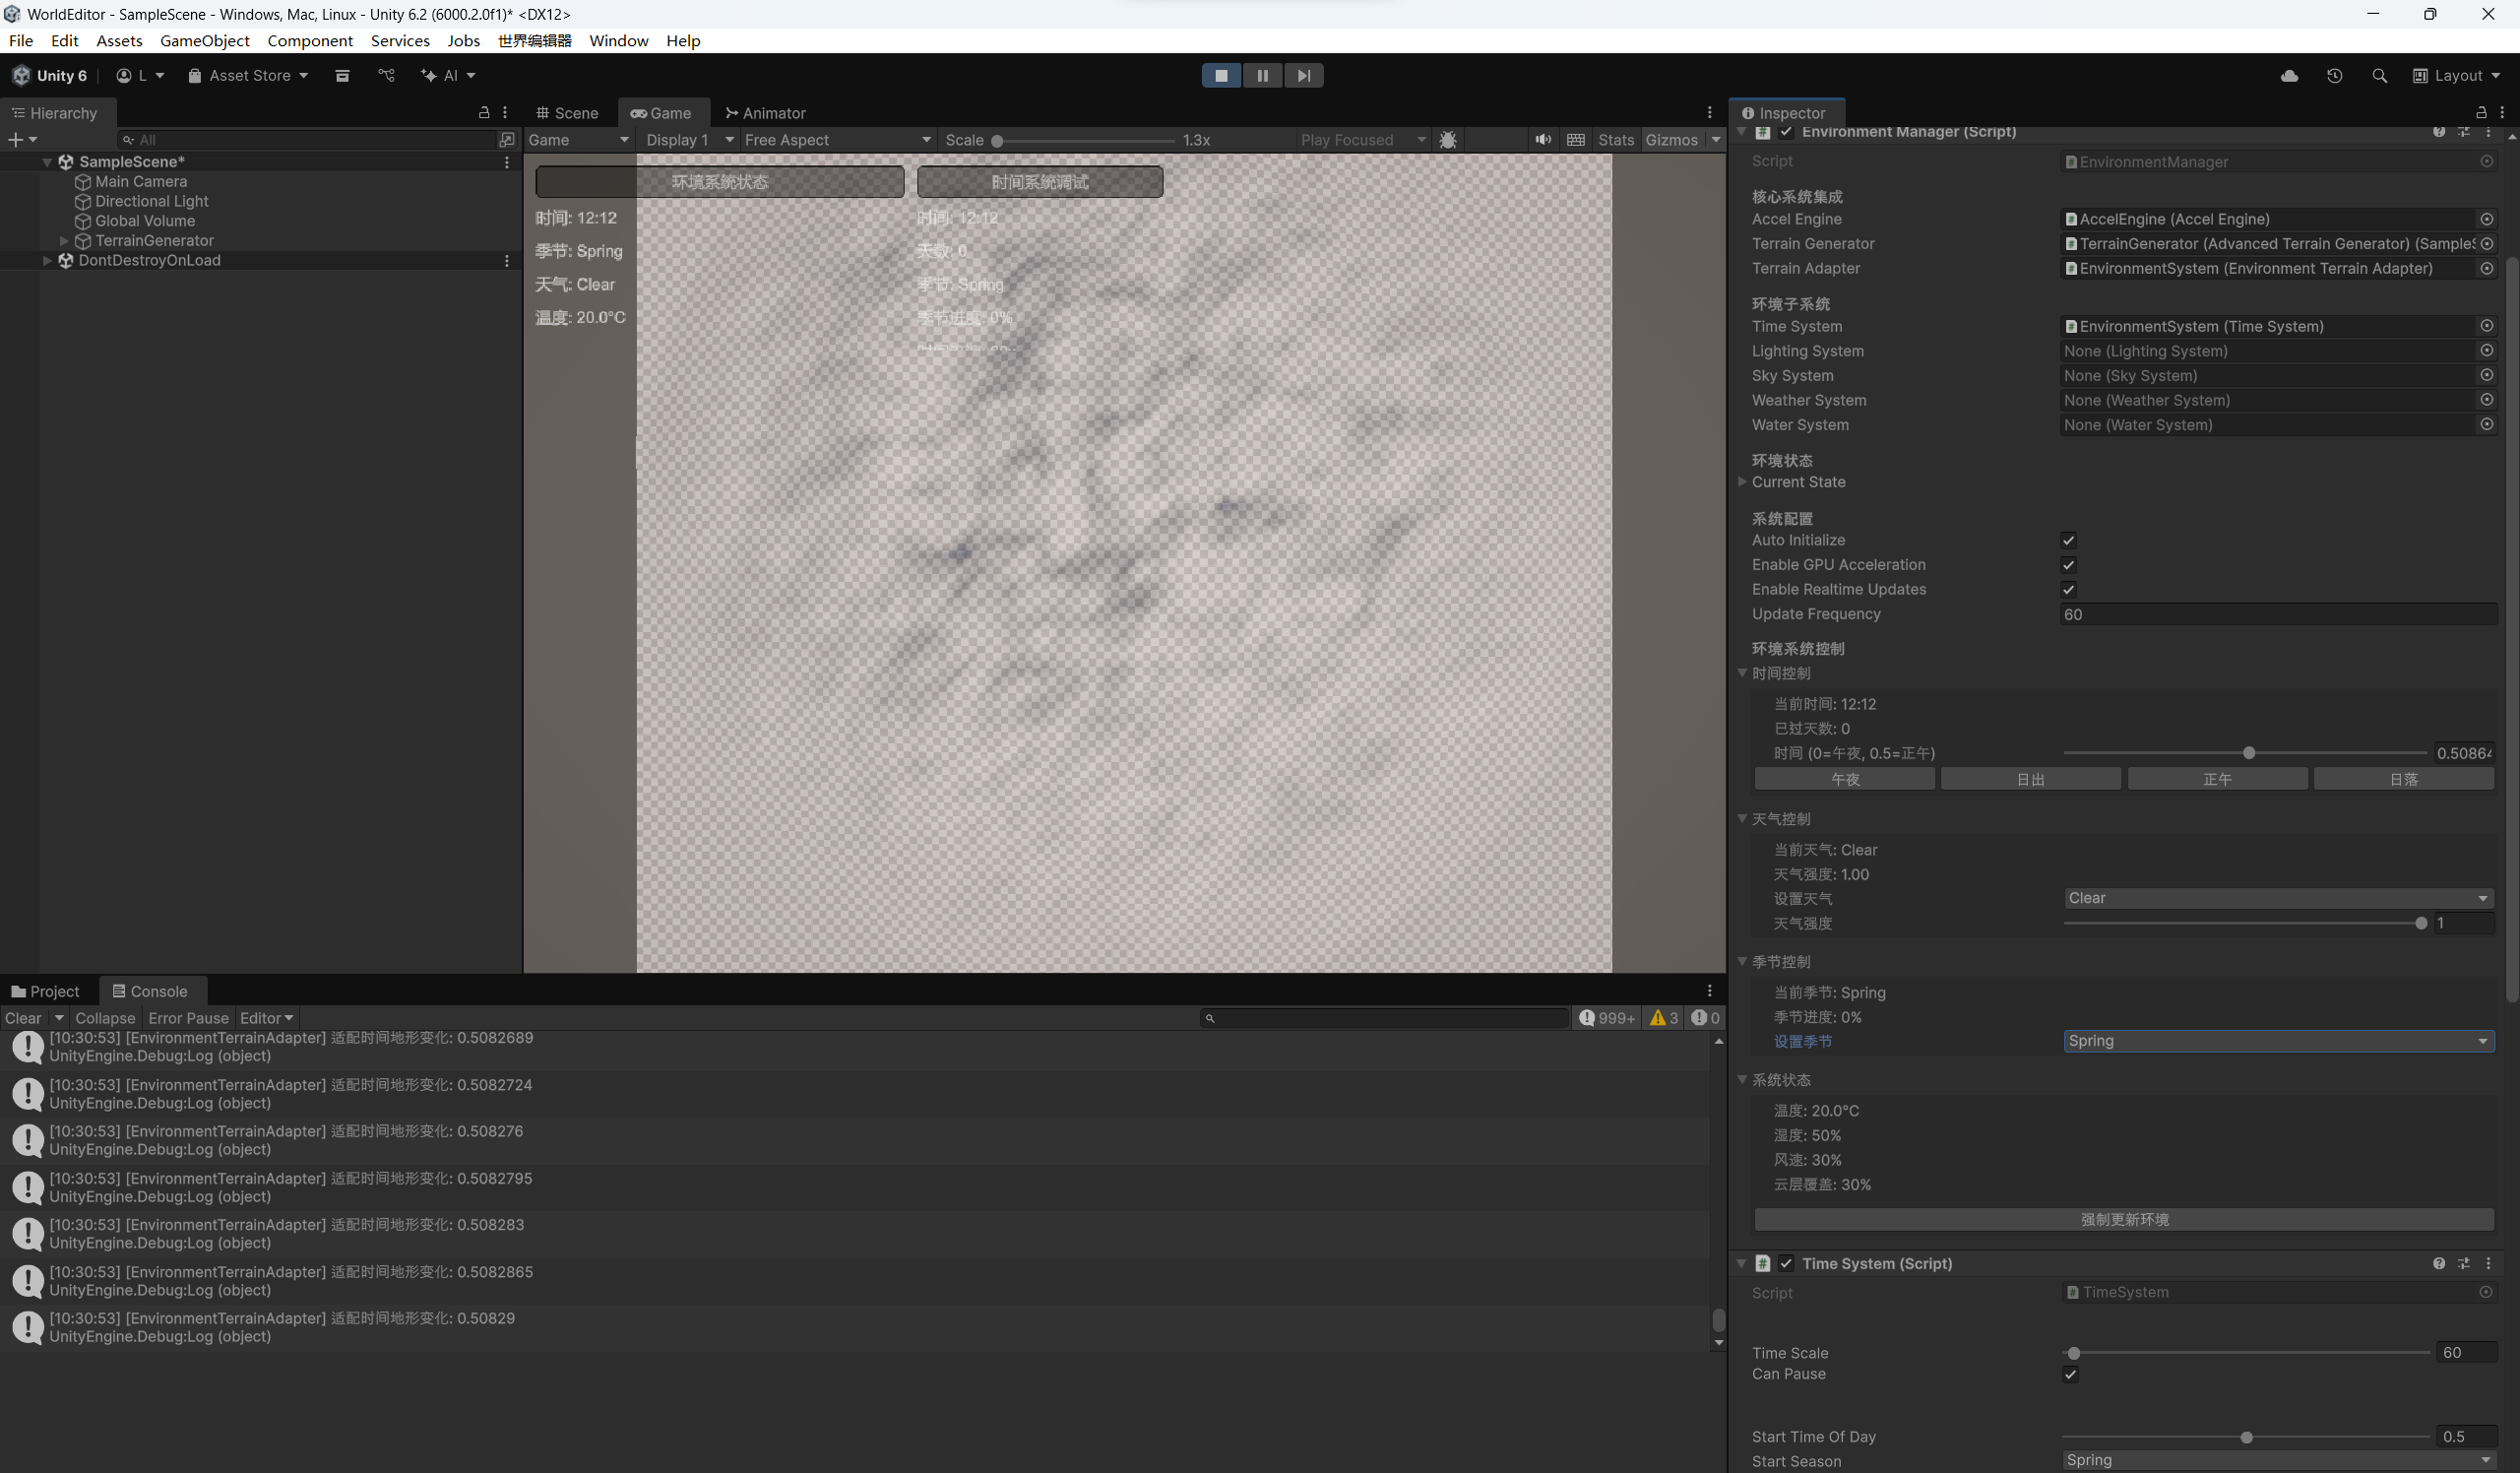 WorldEditor - SampleScene - Windows, Mac, Linux - Unity 6.2 (6000.2.0f1)* <DX12>
File Edit Assets GameObject Component Services Jobs 世界编辑器 Window Help
Unity 6 L Asset Store AI Layout
Hierarchy
All
SampleScene*
Main Camera
Directional Light
Global Volume
TerrainGenerator
DontDestroyOnLoad
Scene Game Animator
Game Display 1 Free Aspect Scale 1.3x Play Focused Stats Gizmos
环境系统状态
时间: 12:12
季节: Spring
天气: Clear
温度: 20.0°C
时间系统调试
时间: 12:12
天数: 0
季节: Spring
季节进度: 0%
Project Console
Clear Collapse Error Pause Editor 999+ 3 0
[10:30:53] [EnvironmentTerrainAdapter] 适配时间地形变化: 0.5082689
UnityEngine.Debug:Log (object)
[10:30:53] [EnvironmentTerrainAdapter] 适配时间地形变化: 0.5082724
UnityEngine.Debug:Log (object)
[10:30:53] [EnvironmentTerrainAdapter] 适配时间地形变化: 0.508276
UnityEngine.Debug:Log (object)
[10:30:53] [EnvironmentTerrainAdapter] 适配时间地形变化: 0.5082795
UnityEngine.Debug:Log (object)
[10:30:53] [EnvironmentTerrainAdapter] 适配时间地形变化: 0.508283
UnityEngine.Debug:Log (object)
[10:30:53] [EnvironmentTerrainAdapter] 适配时间地形变化: 0.5082865
UnityEngine.Debug:Log (object)
[10:30:53] [EnvironmentTerrainAdapter] 适配时间地形变化: 0.50829
UnityEngine.Debug:Log (object)
Inspector
Environment Manager (Script)
Script EnvironmentManager
核心系统集成
Accel Engine AccelEngine (Accel Engine)
Terrain Generator TerrainGenerator (Advanced Terrain Generator) (Sample
Terrain Adapter EnvironmentSystem (Environment Terrain Adapter)
环境子系统
Time System EnvironmentSystem (Time System)
Lighting System None (Lighting System)
Sky System None (Sky System)
Weather System None (Weather System)
Water System None (Water System)
环境状态
Current State
系统配置
Auto Initialize
Enable GPU Acceleration
Enable Realtime Updates
Update Frequency 60
环境系统控制
时间控制
当前时间: 12:12
已过天数: 0
时间 (0=午夜, 0.5=正午) 0.5086
午夜 日出 正午 日落
天气控制
当前天气: Clear
天气强度: 1.00
设置天气 Clear
天气强度 1
季节控制
当前季节: Spring
季节进度: 0%
设置季节 Spring
系统状态
温度: 20.0°C
湿度: 50%
风速: 30%
云层覆盖: 30%
强制更新环境
Time System (Script)
Script TimeSystem
Time Scale 60
Can Pause
Start Time Of Day 0.5
Start Season Spring